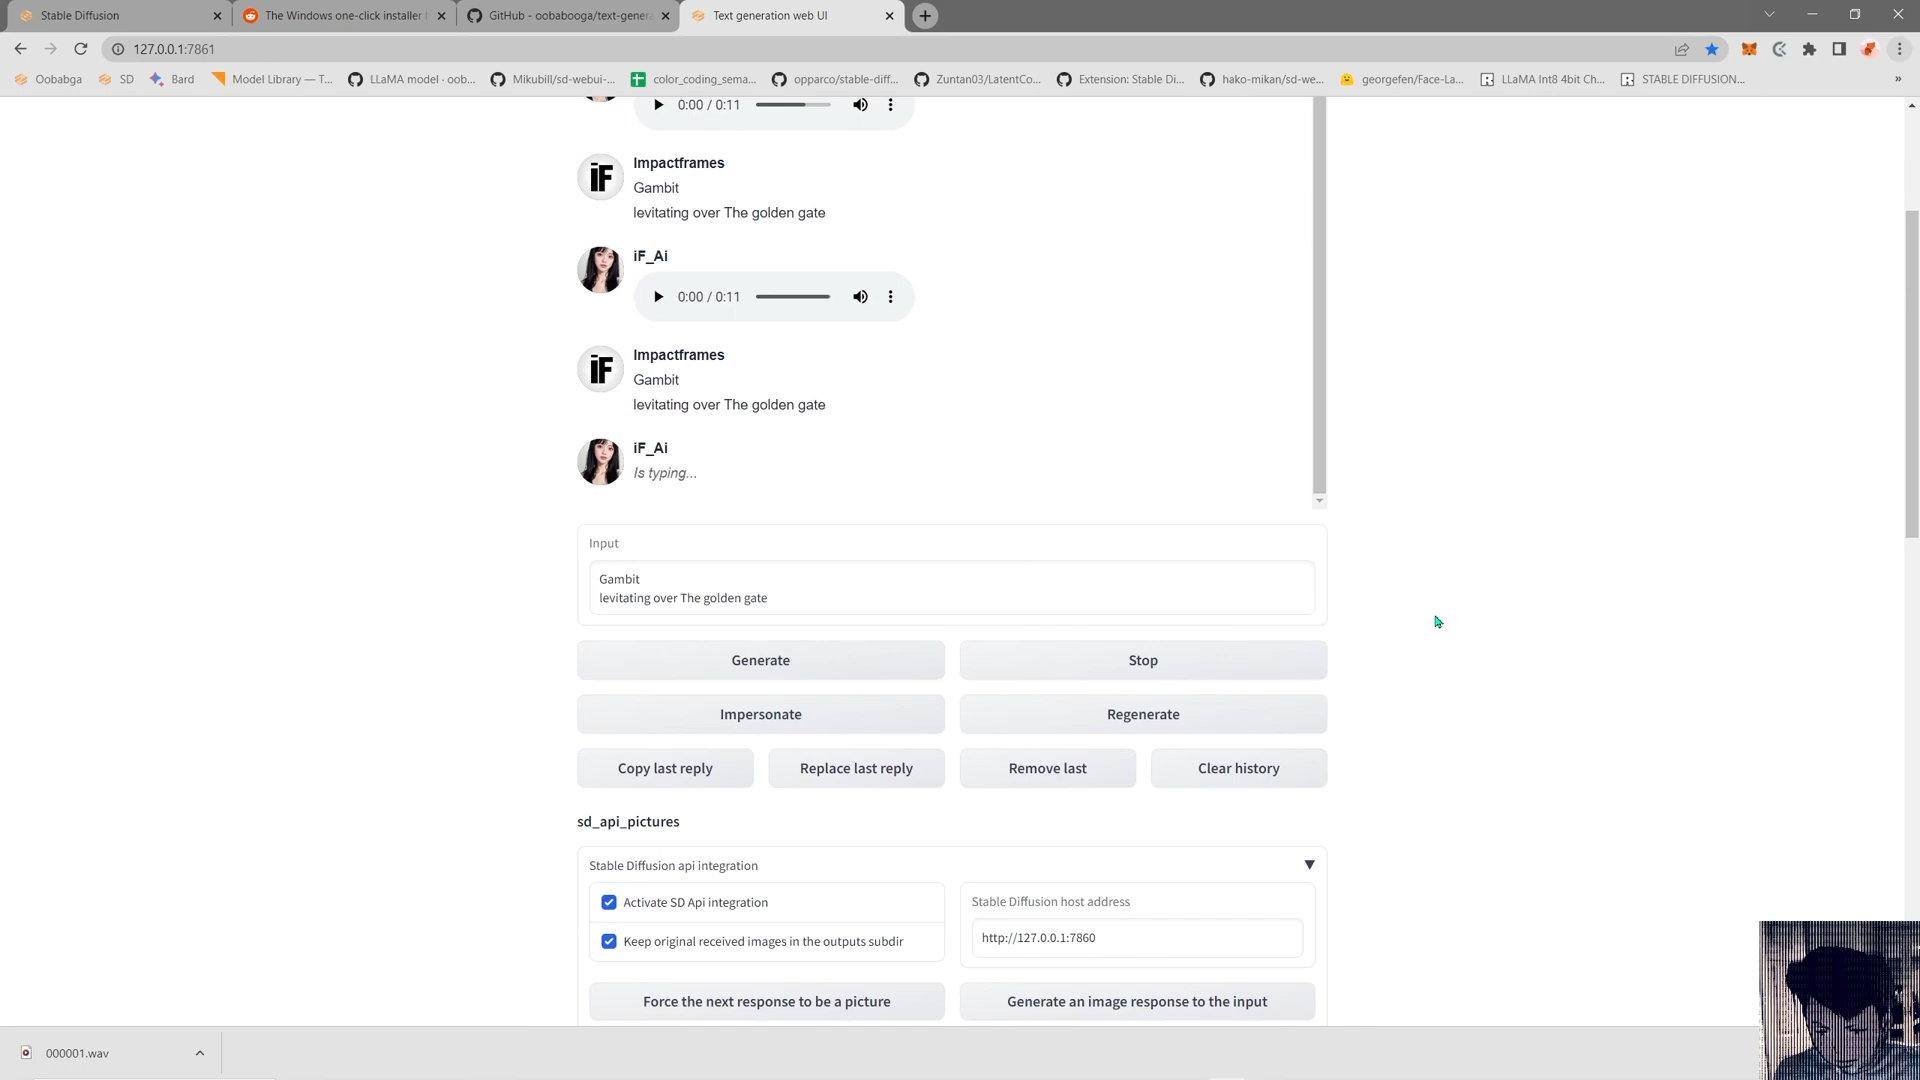 Stable Diffusion
The Windows one-click installer
GitHub - oobabooga/text-genera
Text generation web UI
127.0.0.1:7861
Oobabga
SD
Bard
Model Library — T...
LLaMA model · oob...
Mikubill/sd-webui-...
color_coding_sema...
opparco/stable-diff...
Zuntan03/LatentCo...
Extension: Stable Di...
hako-mikan/sd-we...
georgefen/Face-La...
LLaMA Int8 4bit Ch...
STABLE DIFFUSION...
»
0:00 / 0:11
iF
Impactframes
Gambit
levitating over The golden gate
iF_Ai
0:00 / 0:11
iF
Impactframes
Gambit
levitating over The golden gate
iF_Ai
Is typing...
Input
Gambit
levitating over The golden gate
Generate
Stop
Impersonate
Regenerate
Copy last reply
Replace last reply
Remove last
Clear history
sd_api_pictures
Stable Diffusion api integration
Activate SD Api integration
Stable Diffusion host address
http://127.0.0.1:7860
Keep original received images in the outputs subdir
Force the next response to be a picture
Generate an image response to the input
000001.wav